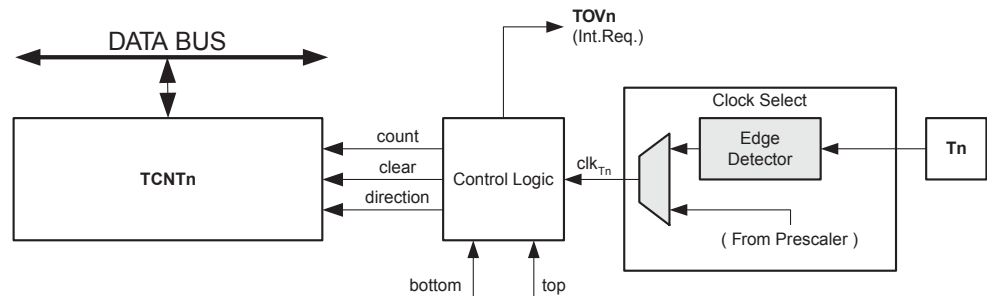 TOVn
(Int.Req.)
DATA BUS
Clock Select
count
Edge
Detector
Tn
TCNTn
clear
Control Logic
clkTn
direction
( From Prescaler )
bottom
top